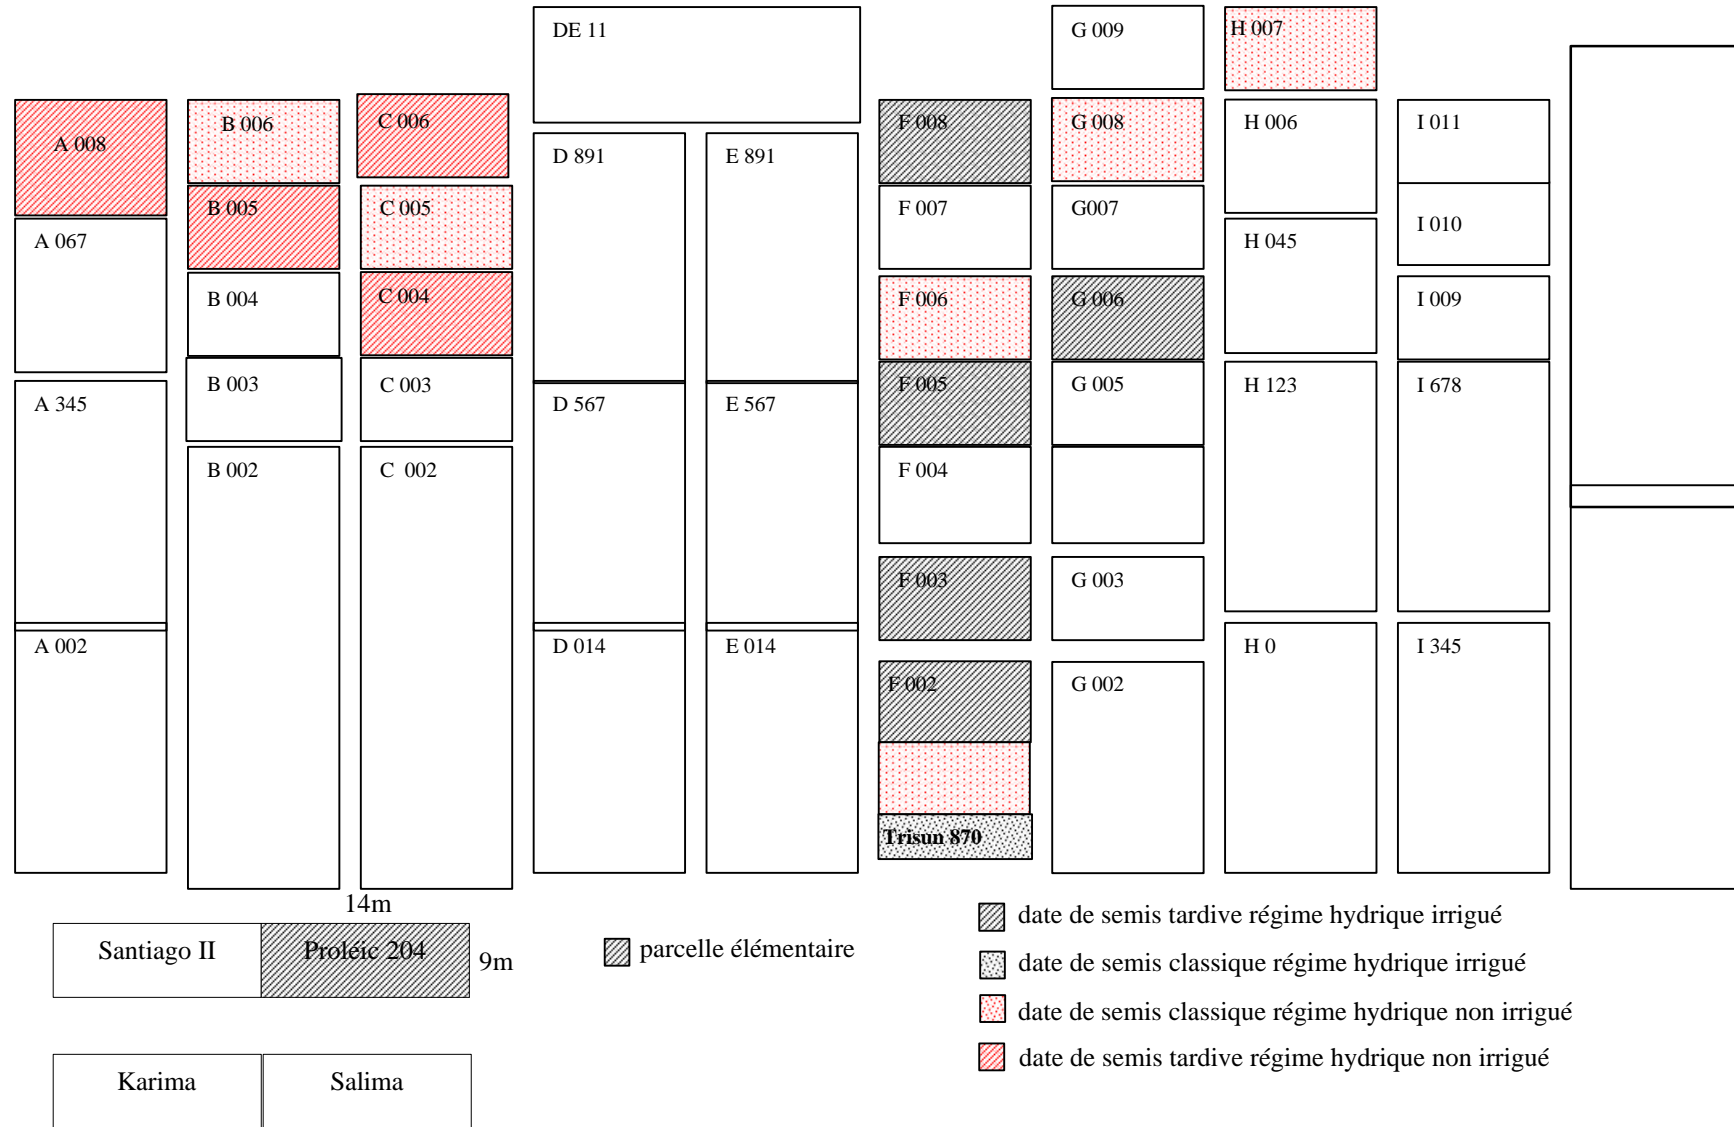 DE 11
G 009
H 007
A 008
B 006
C 006
D 891
E 891
F 008
G 008
H 006
I 011
A 067
B 005
C 005
F 007
G007
H 045
I 010
B 004
C 004
F 006
G 006
I 009
A 345
B 003
C 003
D 567
E 567
F 005
G 005
H 123
I 678
B 002
C 002
F 004
F 003
G 003
A 002
D 014
E 014
F 002
G 002
H 0
I 345
Trisun 870
14m
Santiago II
Proléic 204
9m
parcelle élémentaire
date de semis tardive régime hydrique irrigué
date de semis classique régime hydrique irrigué
date de semis classique régime hydrique non irrigué
date de semis tardive régime hydrique non irrigué
Karima
Salima